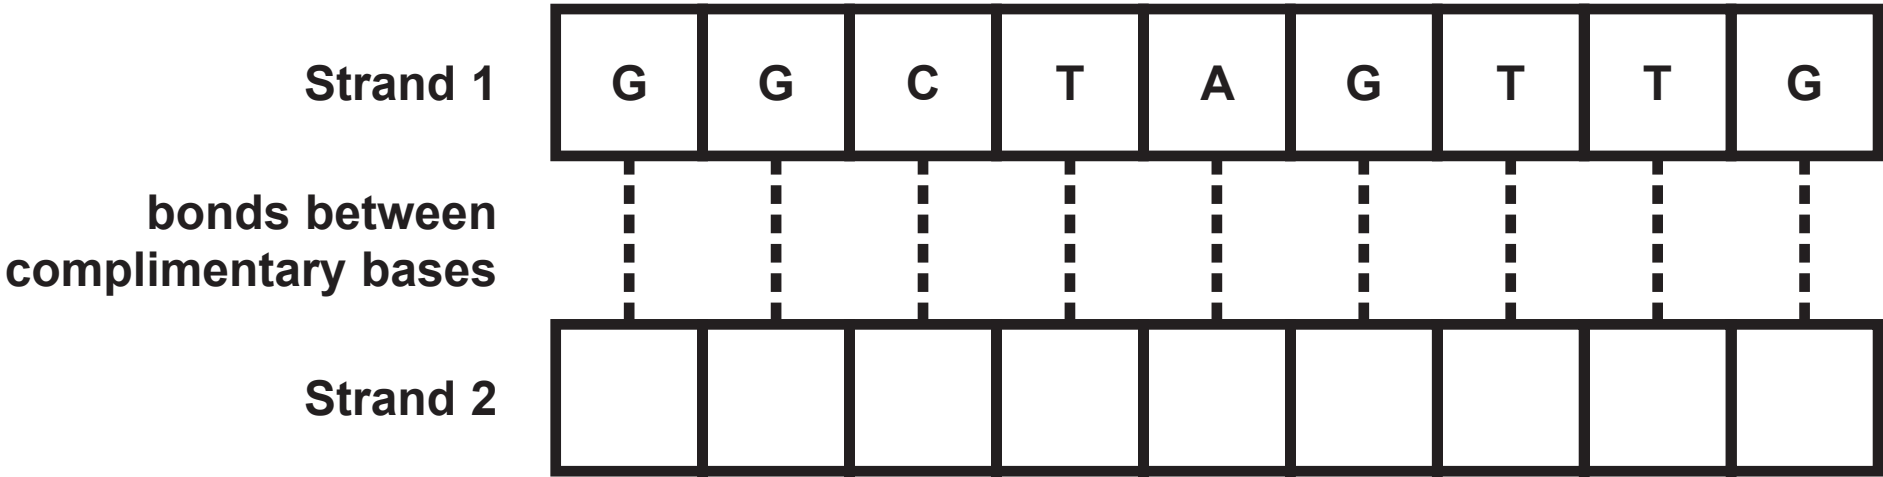 Strand 1 G G C T A G T T G
bonds between
complimentary bases
Strand 2